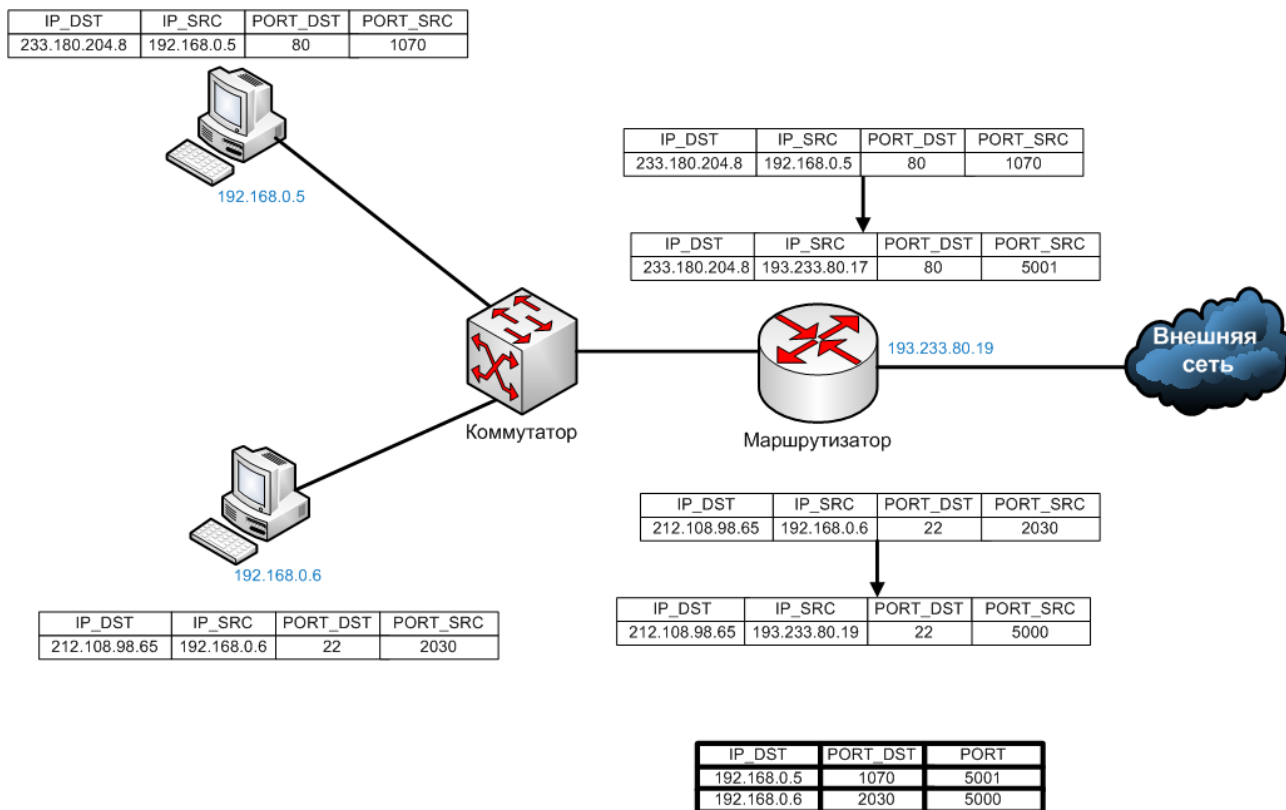 IP_DST IP_SRC PORT_DST PORT_SRC
233.180.204.8 192.168.0.5 80 1070
192.168.0.5
IP_DST IP_SRC PORT_DST PORT_SRC
233.180.204.8 192.168.0.5 80 1070
IP_DST IP_SRC PORT_DST PORT_SRC
233.180.204.8 193.233.80.17 80 5001
193.233.80.19
Внешняя
сеть
Коммутатор
Маршрутизатор
192.168.0.6
IP_DST IP_SRC PORT_DST PORT_SRC
212.108.98.65 192.168.0.6 22 2030
IP_DST IP_SRC PORT_DST PORT_SRC
212.108.98.65 192.168.0.6 22 2030
IP_DST IP_SRC PORT_DST PORT_SRC
212.108.98.65 193.233.80.19 22 5000
IP_DST PORT_DST PORT
192.168.0.5 1070 5001
192.168.0.6 2030 5000